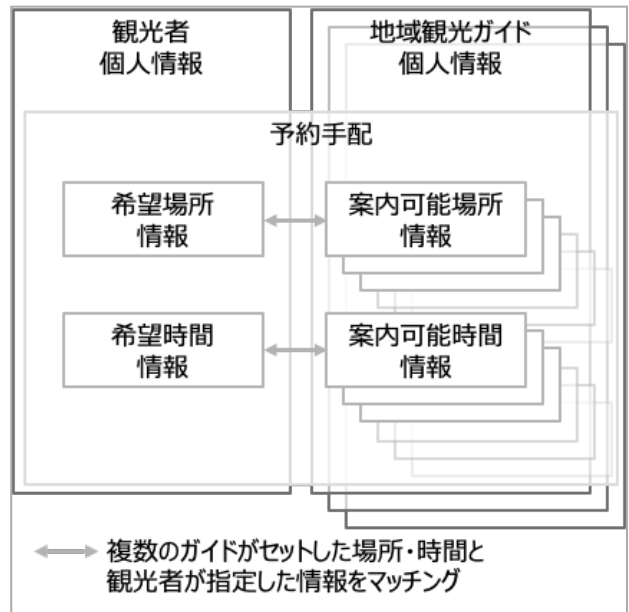 観光者
個人情報
地域観光ガイド
個人情報
予約手配
希望場所
情報
案内可能場所
情報
希望時間
情報
案内可能時間
情報
複数のガイドがセットした場所・時間と
観光者が指定した情報をマッチング